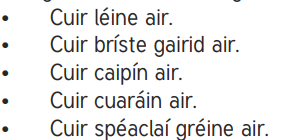 • Cuir léine air.
• Cuir bríste gairid air.
• Cuir caipín air.
• Cuir cuaráin air.
• Cuir spéaclaí gréine air.